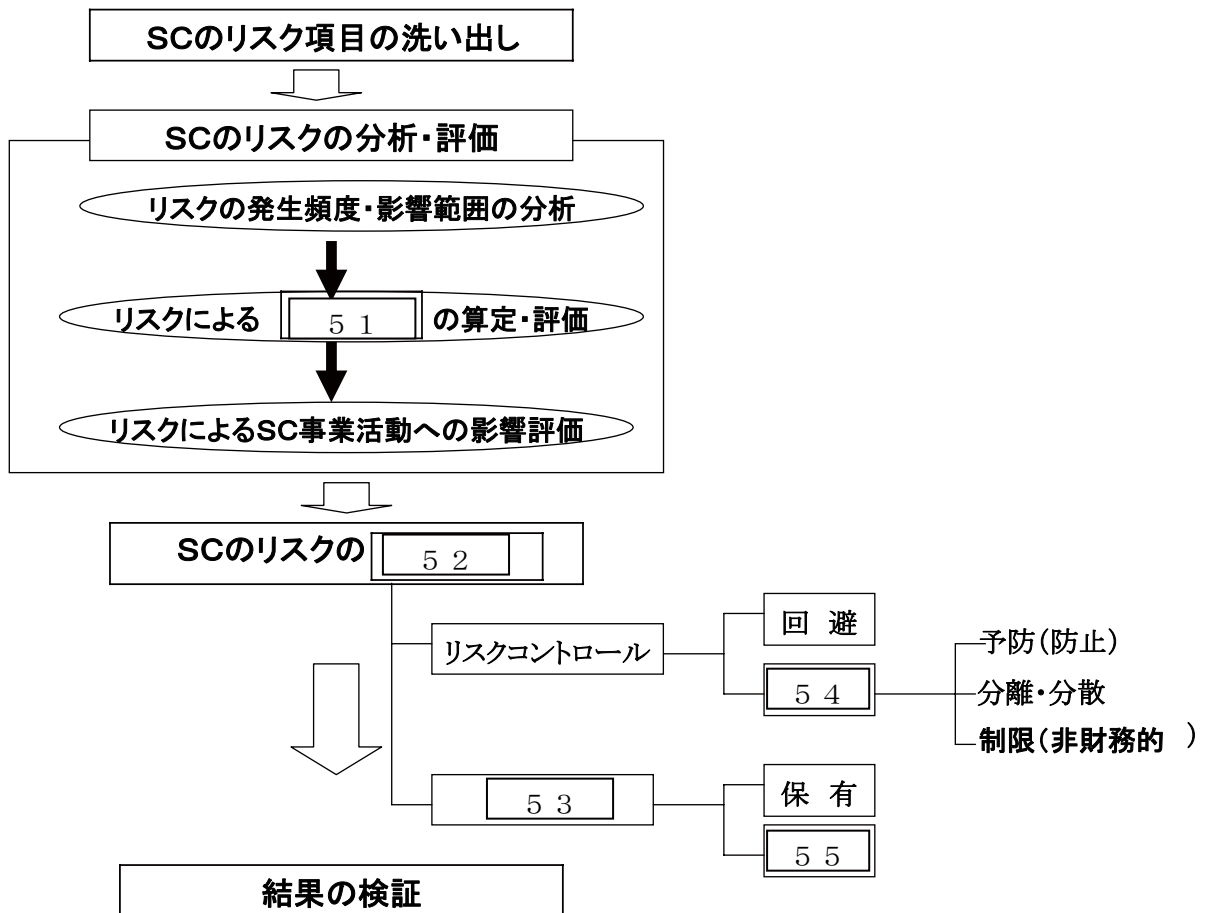 SCのリスク項目の洗い出し
SCのリスクの分析・評価
リスクの発生頻度・影響範囲の分析
リスクによる ５１ の算定・評価
リスクによるSC事業活動への影響評価
SCのリスクの ５２
リスクコントロール
回 避
５４
予防(防止)
分離・分散
制限(非財務的 )
５３
保 有
５５
結果の検証